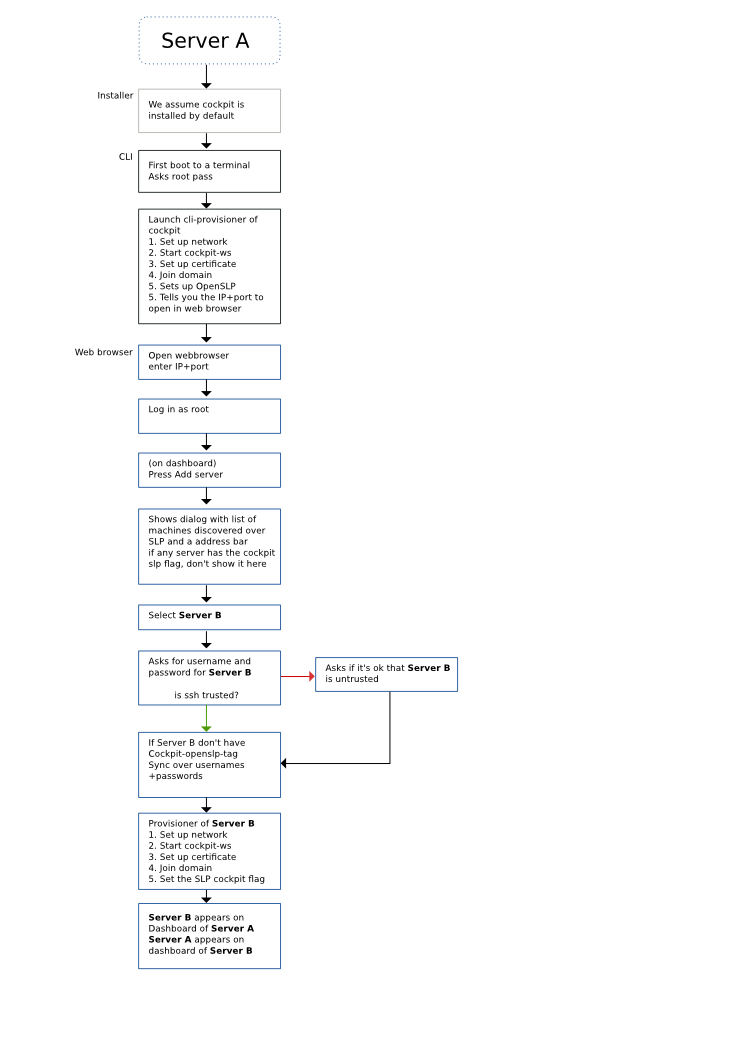 Server A
Installer
We assume cockpit is
installed by default
CLI
First boot to a terminal
Asks root pass
Launch cli-provisioner of
cockpit
1. Set up network
2. Start cockpit-ws
3. Set up certificate
4. Join domain
5. Sets up OpenSLP
5. Tells you the IP+port to
open in web browser
Web browser
Open webbrowser
enter IP+port
Log in as root
(on dashboard)
Press Add server
Shows dialog with list of
machines discovered over
SLP and a address bar
if any server has the cockpit
slp flag, don't show it here
Select Server B
Asks for username and
password for Server B
is ssh trusted?
Asks if it's ok that Server B
is untrusted
If Server B don't have
Cockpit-openslp-tag
Sync over usernames
+passwords
Provisioner of Server B
1. Set up network
2. Start cockpit-ws
3. Set up certificate
4. Join domain
5. Set the SLP cockpit flag
Server B appears on
Dashboard of Server A
Server A appears on
dashboard of Server B